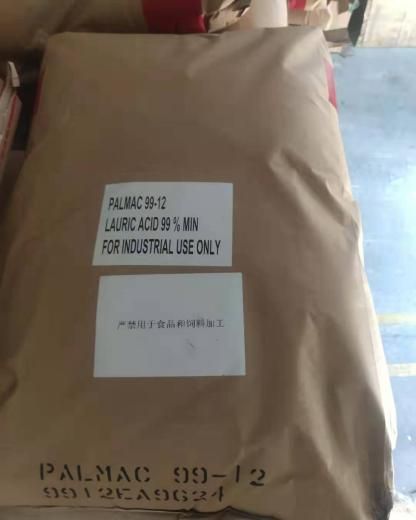 PALMAC 99-12
LAURIC ACID 99 % MIN
FOR INDUSTRIAL USE ONLY
严禁用于食品和饲料加工
PALMAC 99-12
9912EA9624